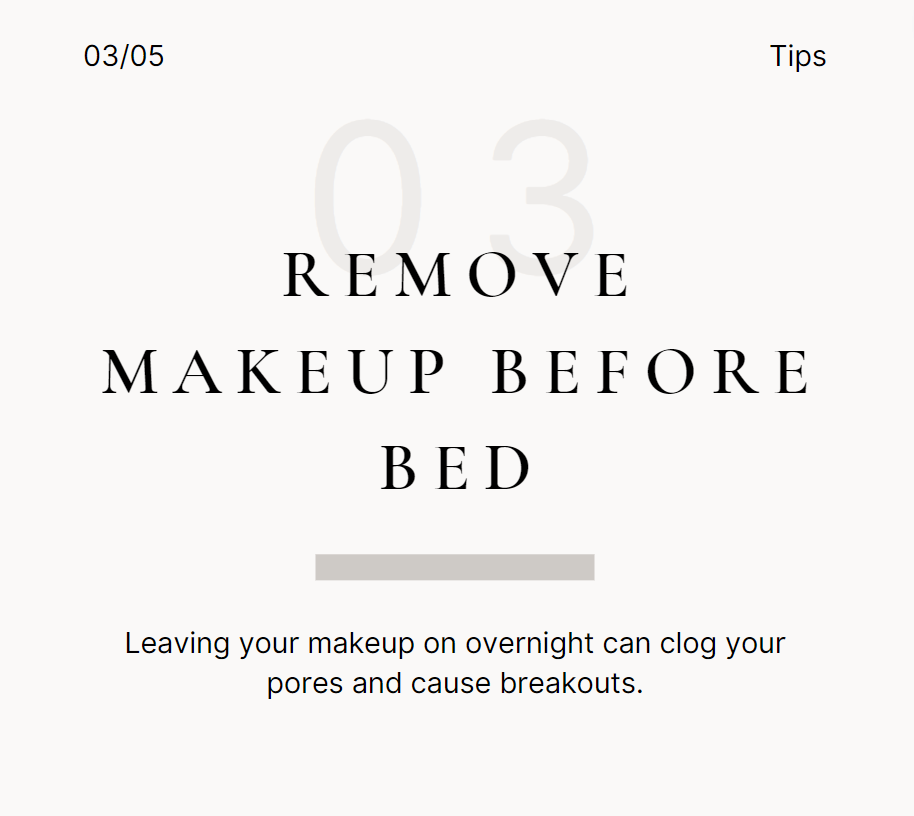 03/05
Tips
03
REMOVE
MAKEUP BEFORE
BED
Leaving your makeup on overnight can clog your
pores and cause breakouts.